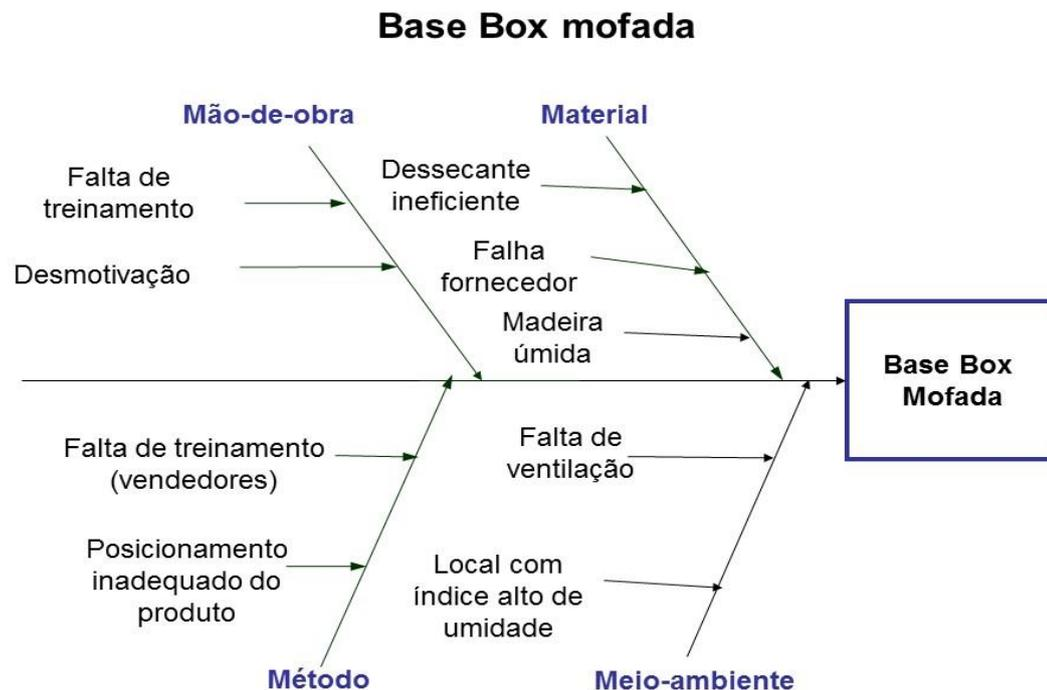 Base Box mofada
Mão-de-obra
Material
Falta de
treinamento
Desmotivação
Dessecante
ineficiente
Falha
fornecedor
Madeira
úmida
Base Box
Mofada
Falta de treinamento
(vendedores)
Posicionamento
inadequado do
produto
Falta de
ventilação
Local com
índice alto de
umidade
Método
Meio-ambiente